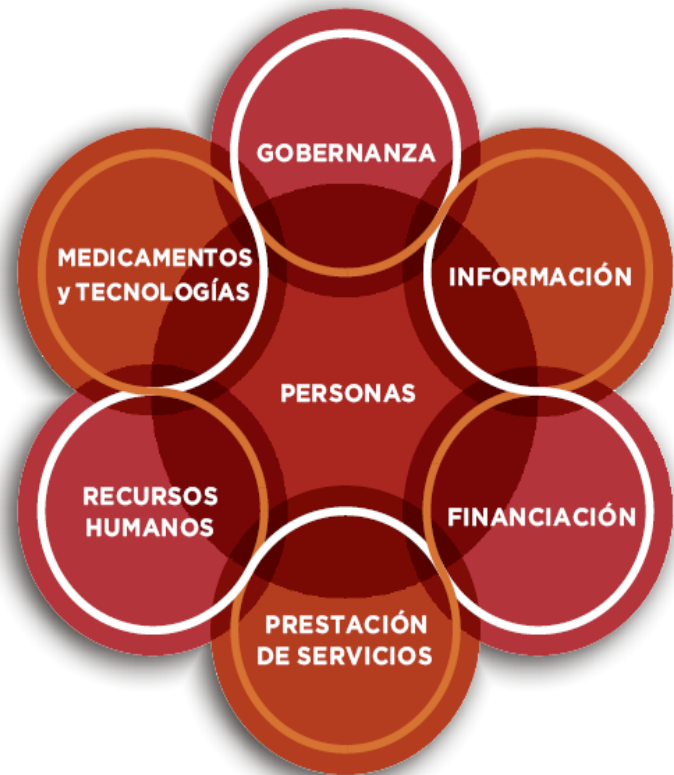 GOBERNANZA
MEDICAMENTOS
y TECNOLOGÍAS
INFORMACIÓN
PERSONAS
RECURSOS
HUMANOS
FINANCIACIÓN
PRESTACIÓN
DE SERVICIOS